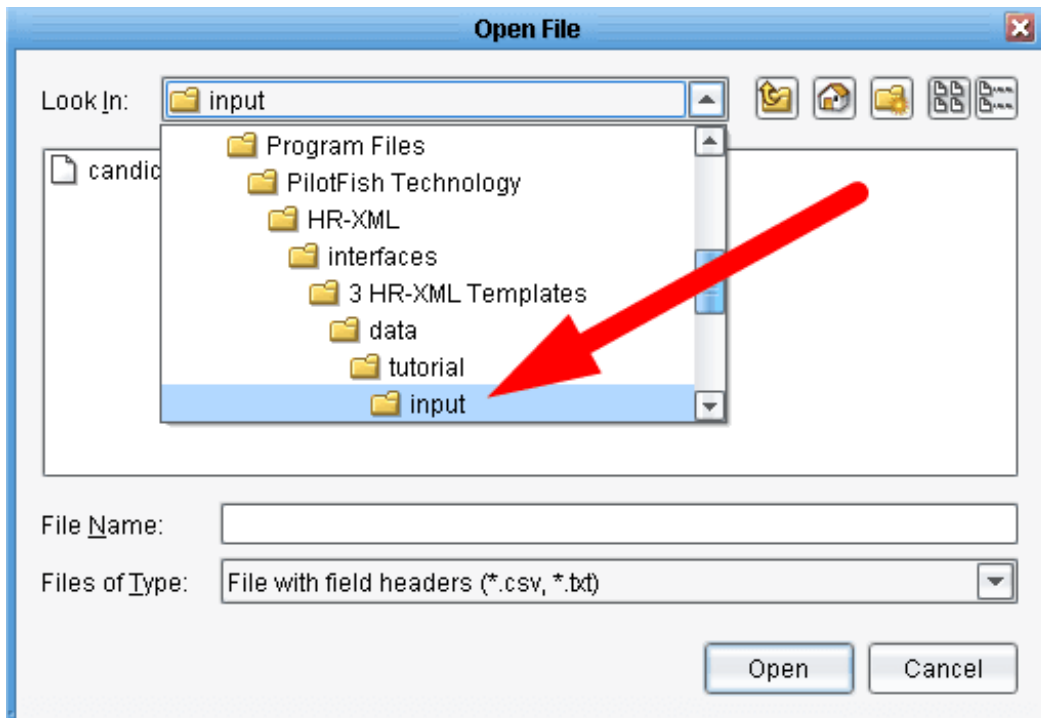 Open File
Look In: input
Program Files
candic
PilotFish Technology
HR-XML
interfaces
3 HR-XML Templates
data
tutorial
input
File Name:
Files of Type: File with field headers (*.csv, *.txt)
Open Cancel